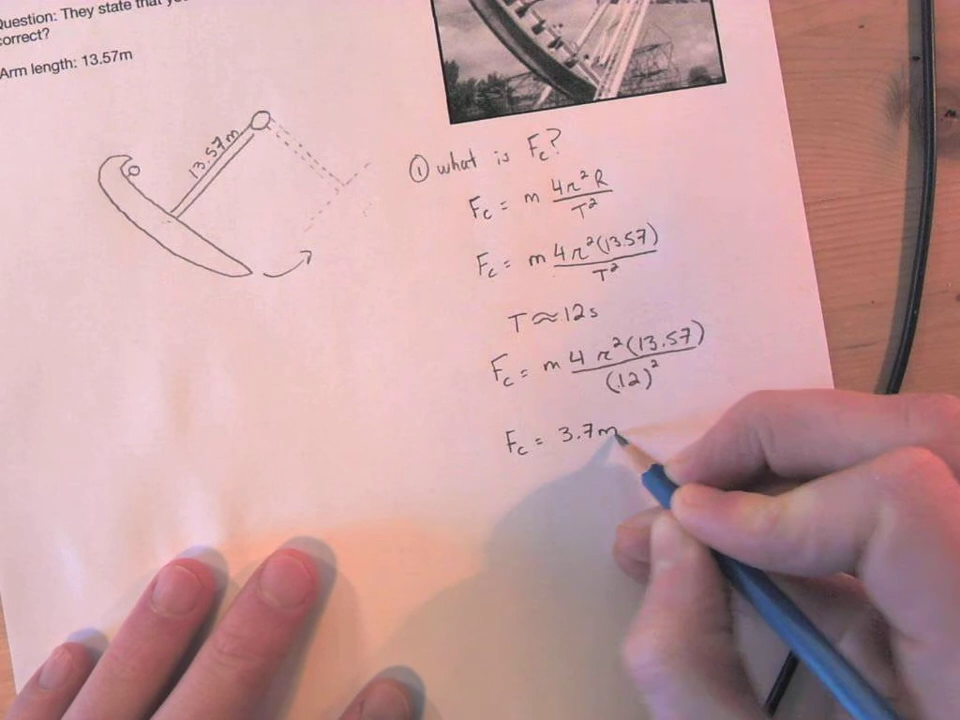 Question: They state that you
correct?
Arm length: 13.57m
13.57m
① what is Fc?
Fc = m 4π²R / T²
Fc = m 4π²(13.57) / T²
T ≈ 12s
Fc = m 4π²(13.57) / (12)²
Fc = 3.7m